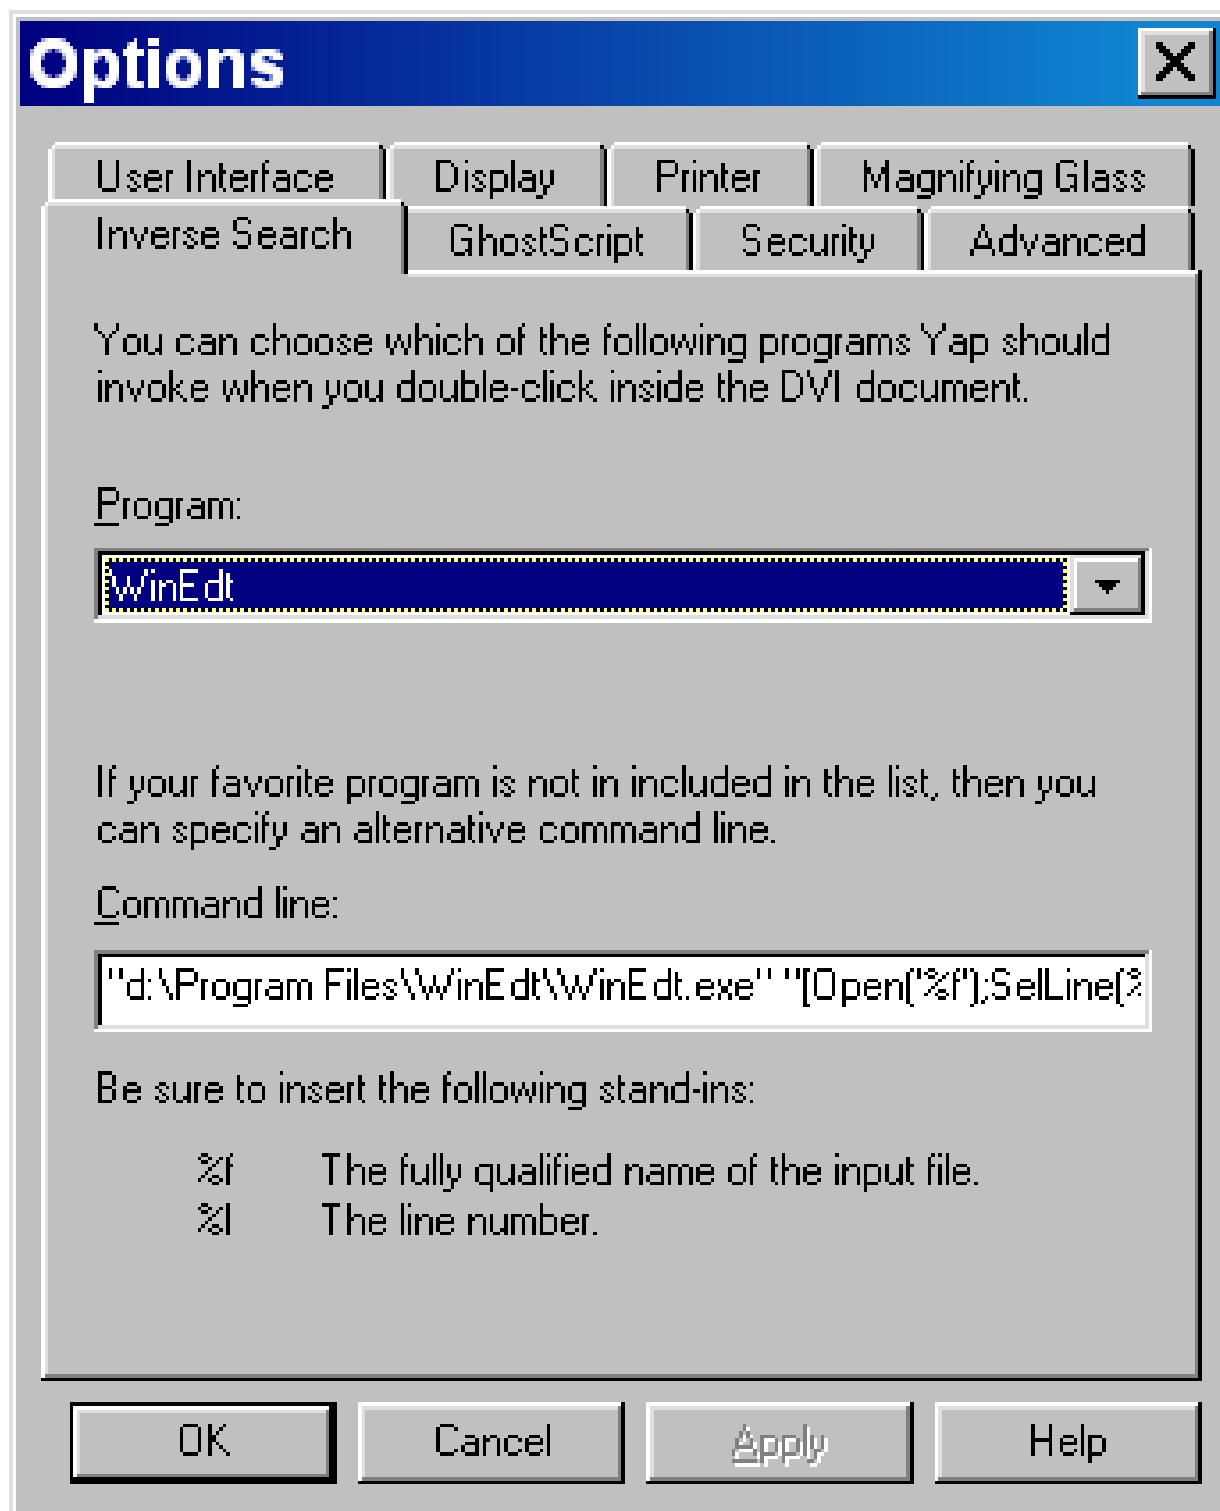 Options
User Interface Display Printer Magnifying Glass
Inverse Search GhostScript Security Advanced
You can choose which of the following programs Yap should
invoke when you double-click inside the DVI document.
Program:
WinEdt
If your favorite program is not in included in the list, then you
can specify an alternative command line.
Command line:
"d:\Program Files\WinEdt\WinEdt.exe" "[Open('%f');SelLine(%
Be sure to insert the following stand-ins:
%f The fully qualified name of the input file.
%l The line number.
OK Cancel Apply Help